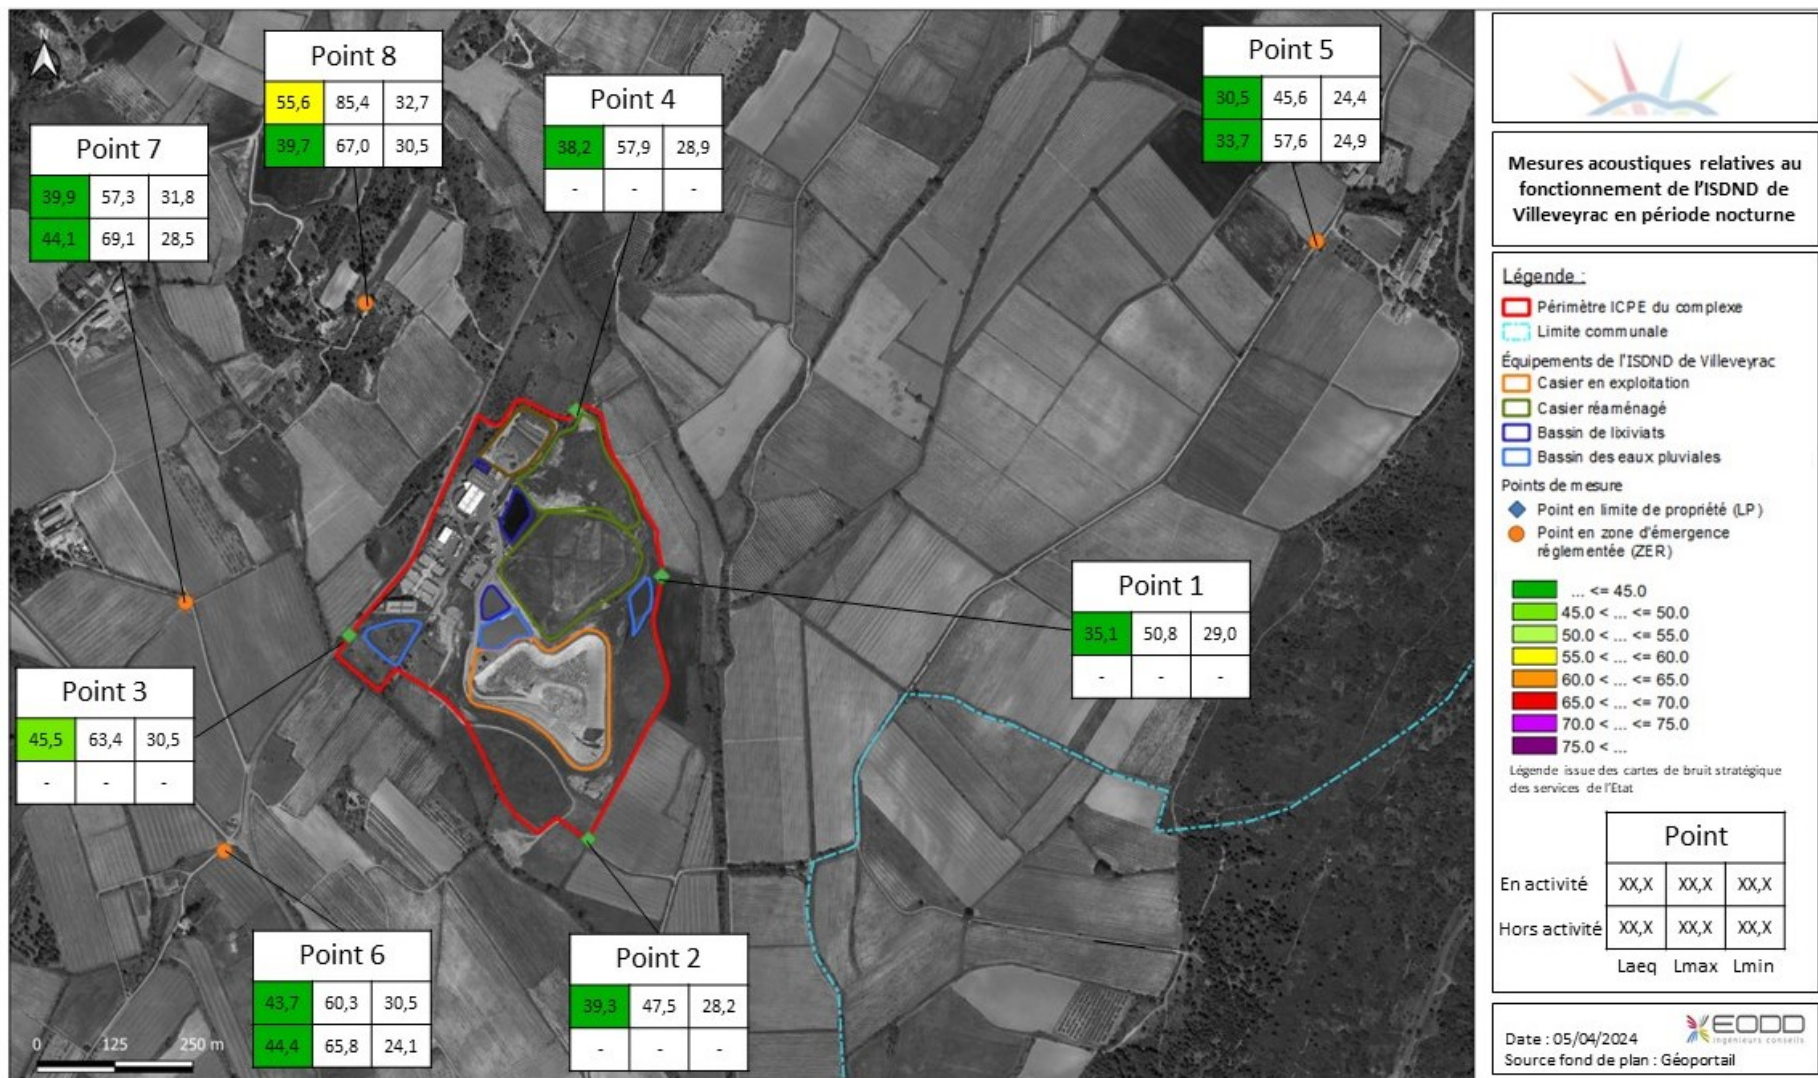 N
Point 8
55,6 85,4 32,7
39,7 67,0 30,5
Point 4
38,2 57,9 28,9
- - -
Point 5
30,5 45,6 24,4
33,7 57,6 24,9
Point 7
39,9 57,3 31,8
44,1 69,1 28,5
Point 1
35,1 50,8 29,0
- - -
Point 3
45,5 63,4 30,5
- - -
Point 6
43,7 60,3 30,5
44,4 65,8 24,1
Point 2
39,3 47,5 28,2
- - -
0 125 250 m
Mesures acoustiques relatives au
fonctionnement de l'ISDND de
Villeveyrac en période nocturne
Légende :
Périmètre ICPE du complexe
Limite communale
Équipements de l'ISDND de Villeveyrac
Casier en exploitation
Casier réaménagé
Bassin de lixiviats
Bassin des eaux pluviales
Points de mesure
Point en limite de propriété (LP)
Point en zone d'émergence
réglementée (ZER)
... <= 45.0
45.0 < ... <= 50.0
50.0 < ... <= 55.0
55.0 < ... <= 60.0
60.0 < ... <= 65.0
65.0 < ... <= 70.0
70.0 < ... <= 75.0
75.0 < ...
Légende issue des cartes de bruit stratégique
des services de l'Etat
Point
En activité XX,X XX,X XX,X
Hors activité XX,X XX,X XX,X
Laeq Lmax Lmin
Date : 05/04/2024
EODD
ingénieurs conseils
Source fond de plan : Géoportail